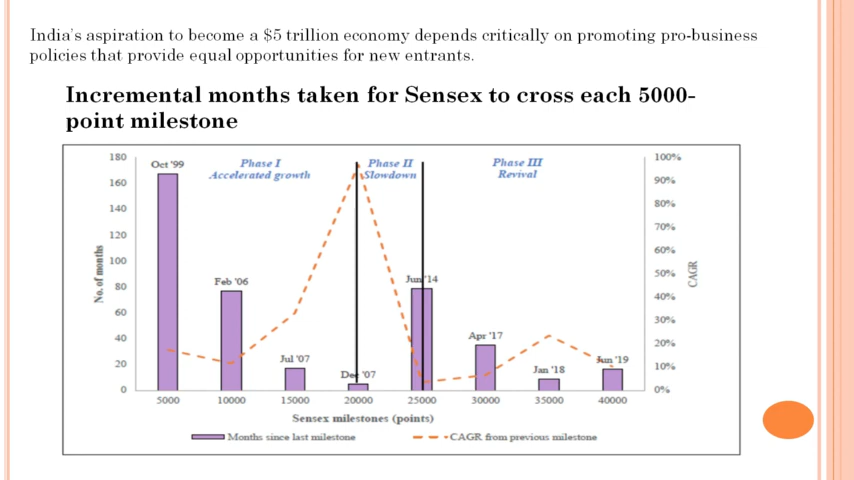 India's aspiration to become a $5 trillion economy depends critically on promoting pro-business
policies that provide equal opportunities for new entrants.
Incremental months taken for Sensex to cross each 5000-
point milestone
180
160
140
120
100
80
60
40
20
0
No. of months
Oct '99
Feb '06
Jul '07
Dec '07
Jun '14
Apr '17
Jan '18
Jun '19
Phase I
Accelerated growth
Phase II
Slowdown
Phase III
Revival
100%
90%
80%
70%
60%
50%
40%
30%
20%
10%
0%
CAGR
5000 10000 15000 20000 25000 30000 35000 40000
Sensex milestones (points)
Months since last milestone CAGR from previous milestone